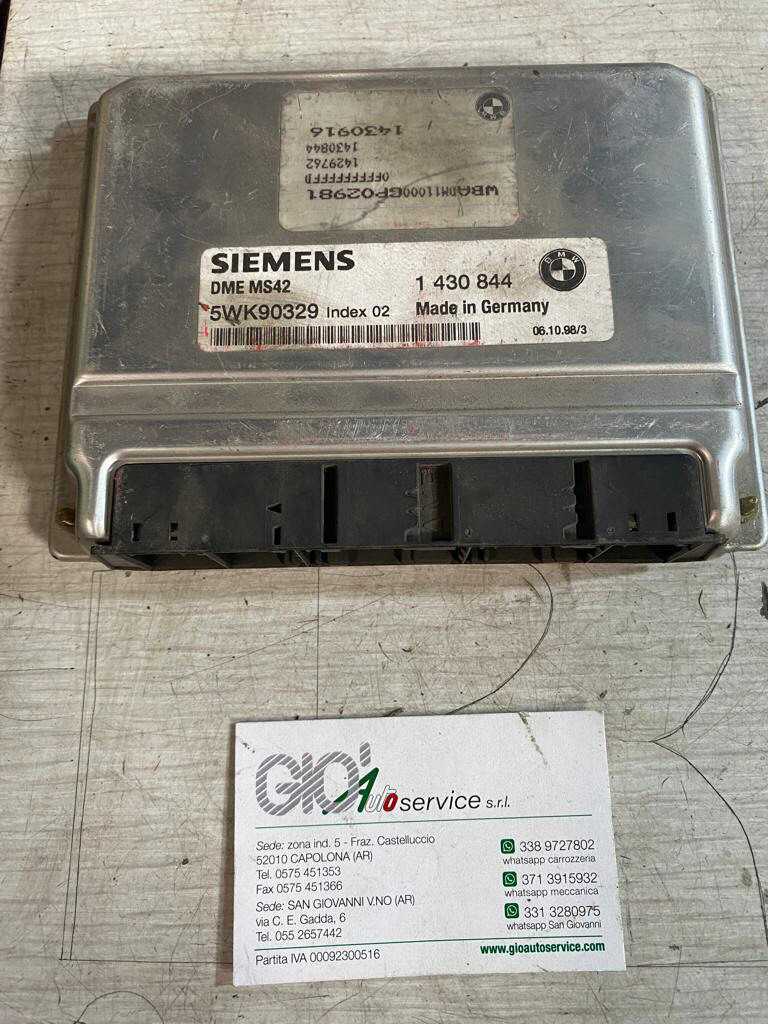 1430916
1430844
1429762
0FFFFFFFFFD
WBADM11000GP02981
SIEMENS
DME MS42
1 430 844
BMW
5WK90329 Index 02
Made in Germany
06.10.98/3
GIO' Auto service s.r.l.
Sede: zona ind. 5 - Fraz. Castelluccio
52010 CAPOLONA (AR)
Tel. 0575 451353
Fax 0575 451366
Sede: SAN GIOVANNI V.NO (AR)
via C. E. Gadda, 6
Tel. 055 2657442
Partita IVA 00092300516
338 9727802
whatsapp carrozzeria
371 3915932
whatsapp meccanica
331 3280975
whatsapp San Giovanni
www.gioautoservice.com